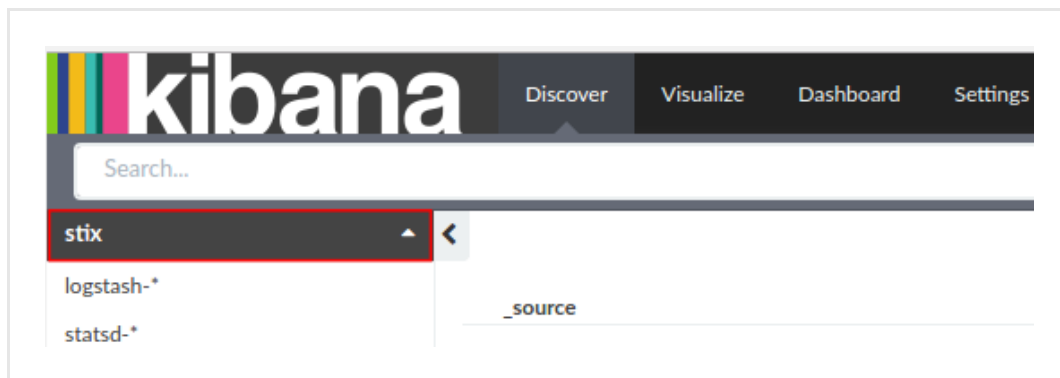 kibana Discover Visualize Dashboard Settings
Search...
stix
logstash-*
_source
statsd-*